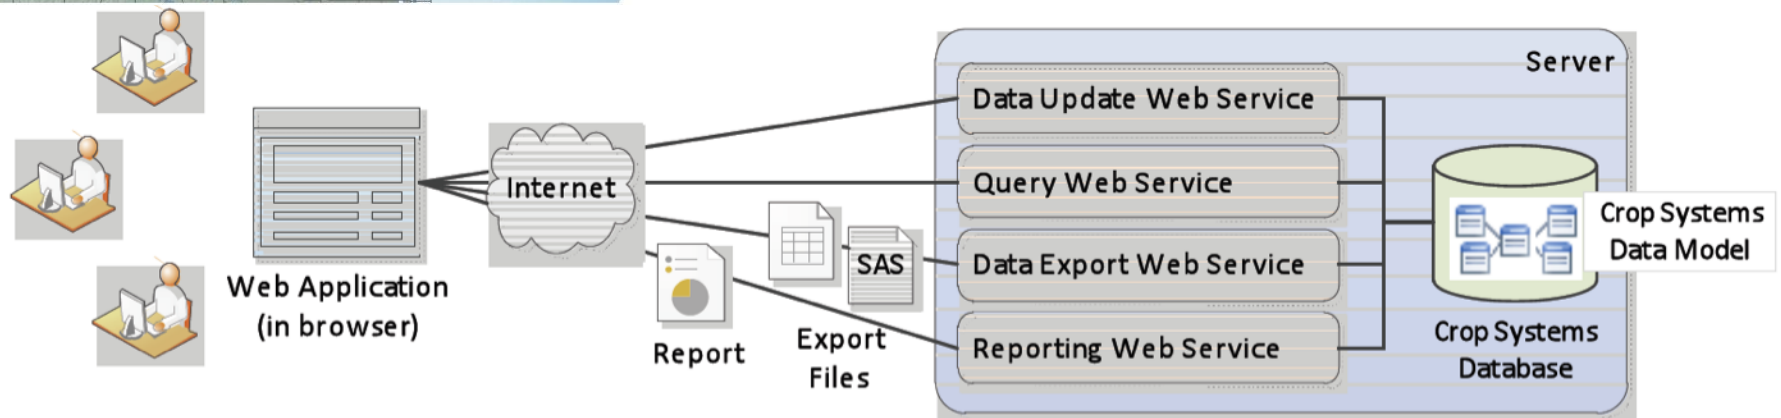 Server
Data Update Web Service
Query Web Service
Internet
Crop Systems
Data Model
Web Application
(in browser)
SAS
Data Export Web Service
Report
Export
Files
Reporting Web Service
Crop Systems
Database